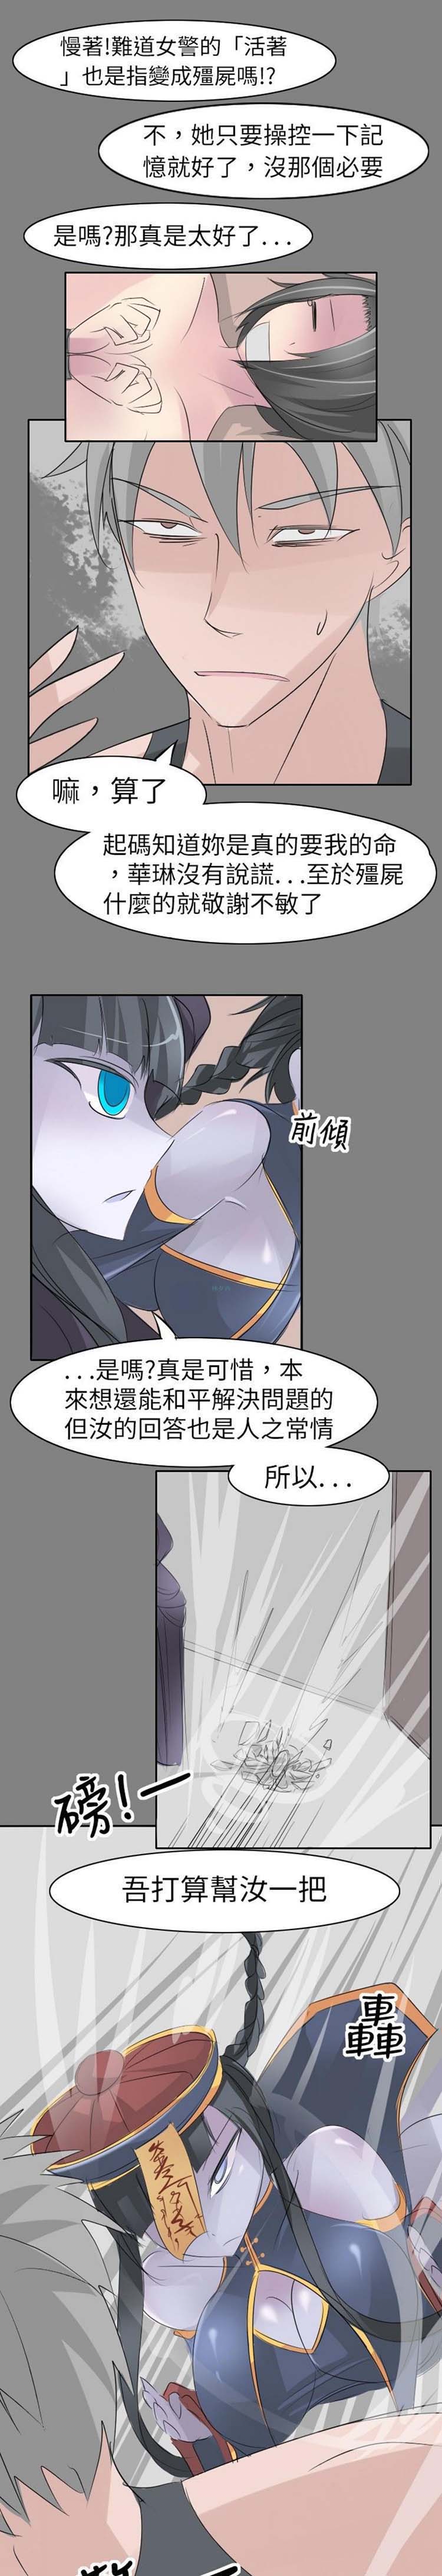 慢著!難道女警的「活著
」也是指變成殭屍嗎!?
不，她只要操控一下記
憶就好了，沒那個必要
是嗎?那真是太好了...
嘛，算了
起碼知道妳是真的要我的命
，華琳沒有說謊...至於殭屍
什麼的就敬謝不敏了
前傾
...是嗎?真是可惜，本
來想還能和平解決問題的
但汝的回答也是人之常情
所以...
磅!一
吾打算幫汝一把
轟